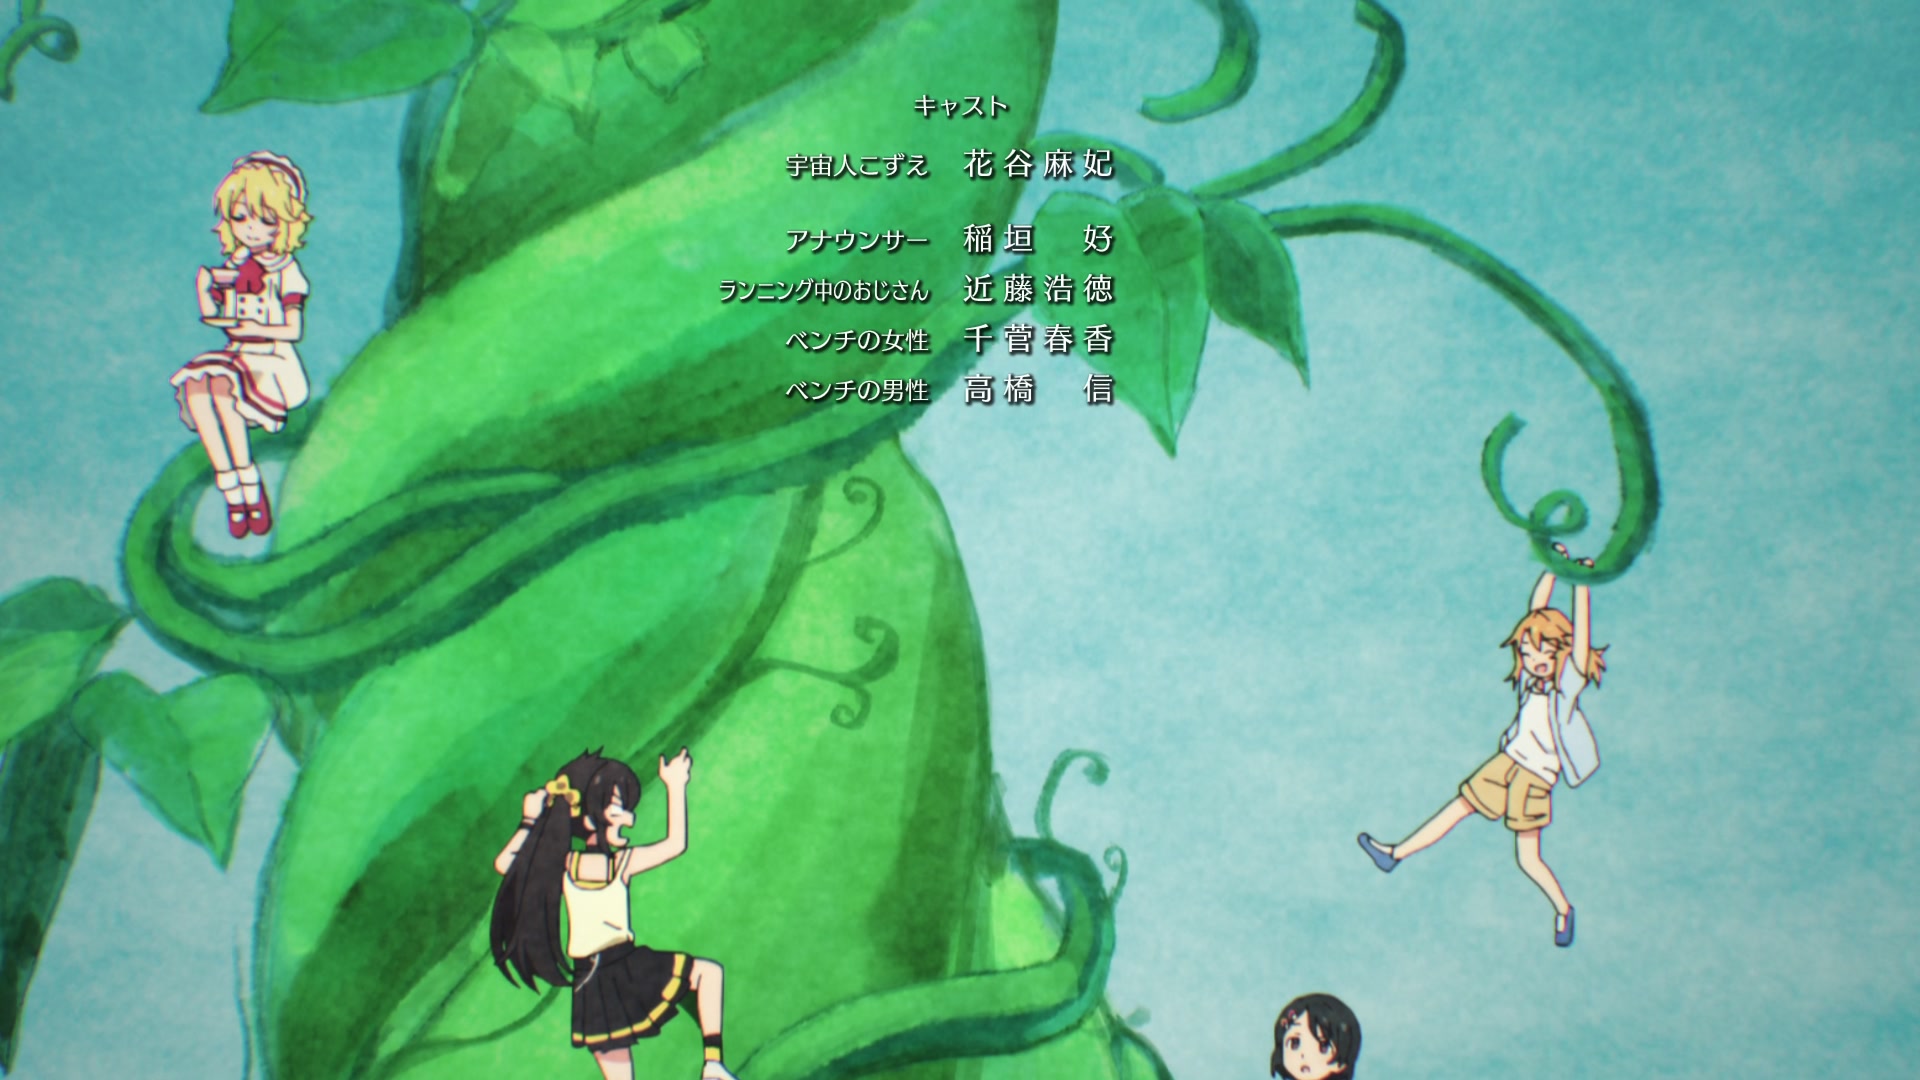 キャスト
宇宙人こずえ 花谷麻妃
アナウンサー 稲垣 好
ランニング中のおじさん 近藤浩徳
ベンチの女性 千菅春香
ベンチの男性 高橋 信